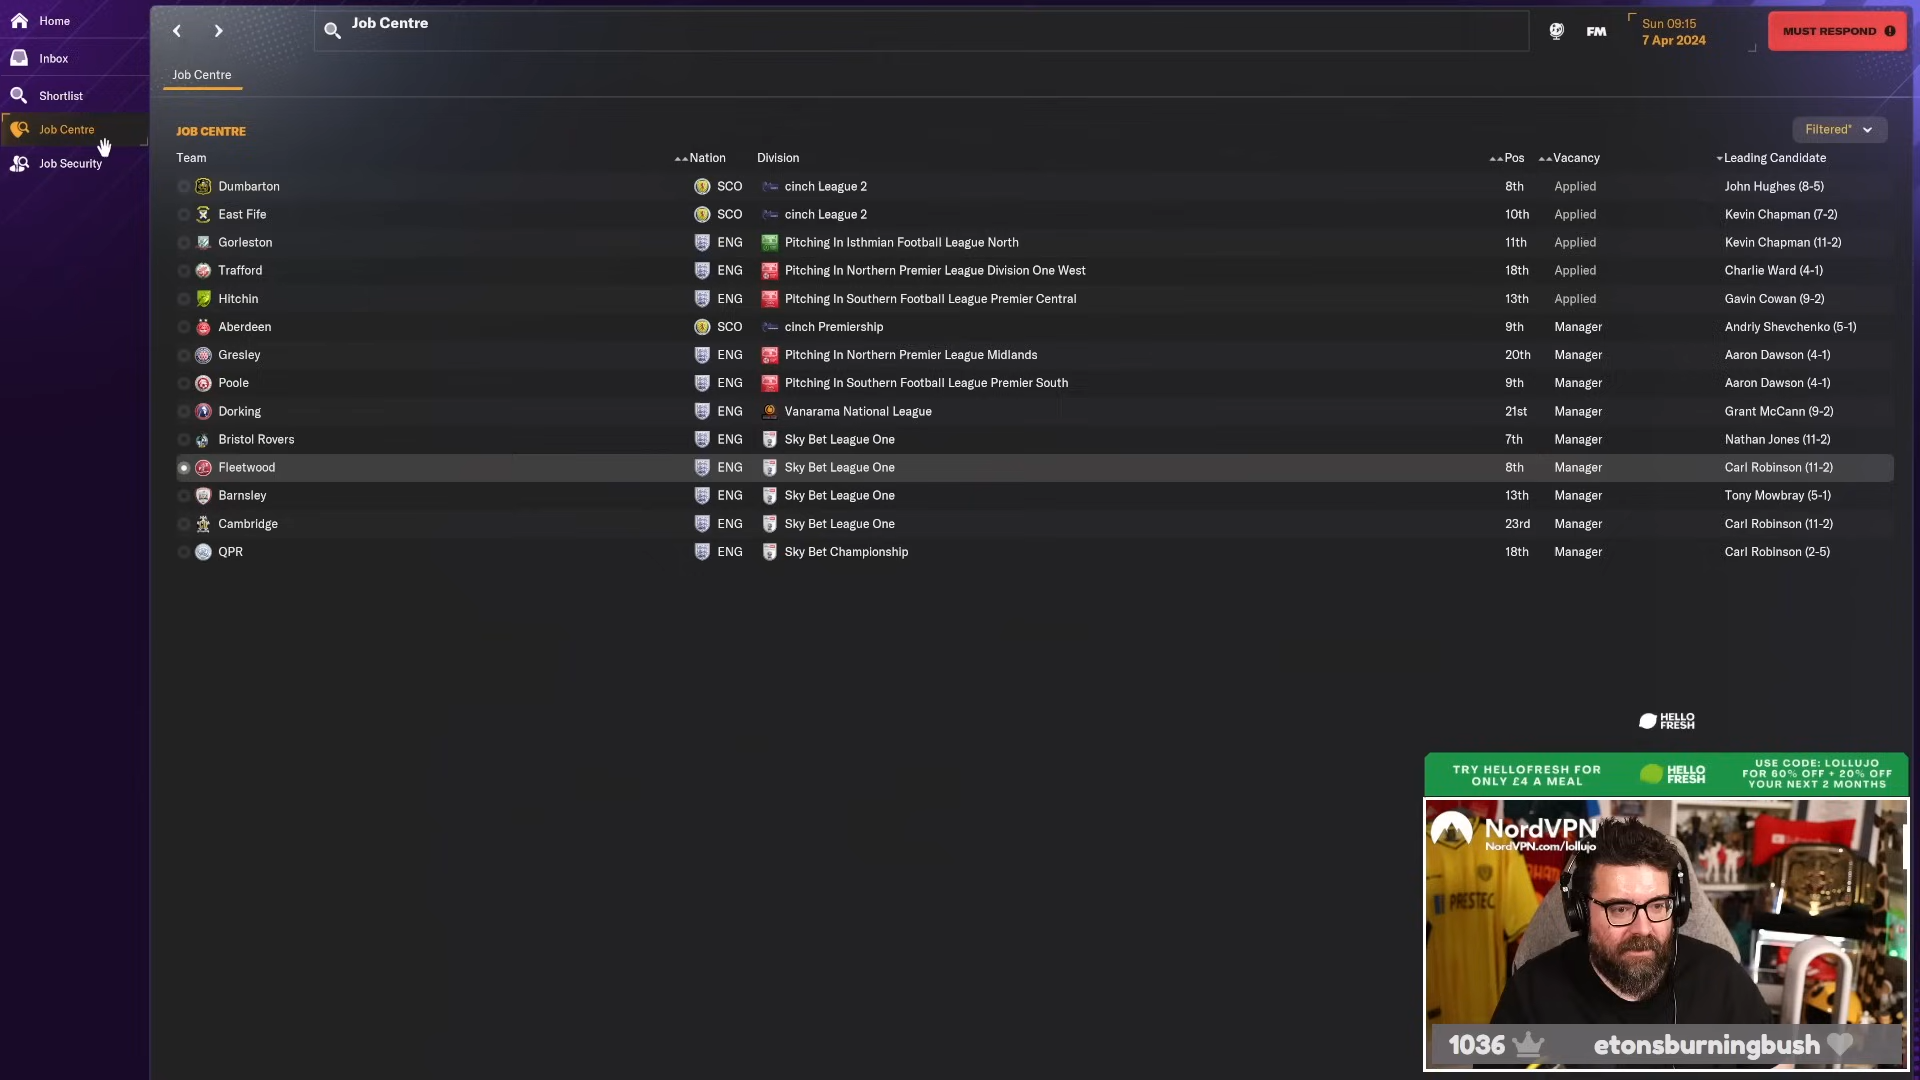 Home
Inbox
Shortlist
Job Centre
Job Security
Job Centre
FM
Sun 09:15
7 Apr 2024
MUST RESPOND
Job Centre
JOB CENTRE
Filtered*
Team Nation Division Pos Vacancy Leading Candidate
Dumbarton SCO cinch League 2 8th Applied John Hughes (8-5)
East Fife SCO cinch League 2 10th Applied Kevin Chapman (7-2)
Gorleston ENG Pitching In Isthmian Football League North 11th Applied Kevin Chapman (11-2)
Trafford ENG Pitching In Northern Premier League Division One West 18th Applied Charlie Ward (4-1)
Hitchin ENG Pitching In Southern Football League Premier Central 13th Applied Gavin Cowan (9-2)
Aberdeen SCO cinch Premiership 9th Manager Andriy Shevchenko (5-1)
Gresley ENG Pitching In Northern Premier League Midlands 20th Manager Aaron Dawson (4-1)
Poole ENG Pitching In Southern Football League Premier South 9th Manager Aaron Dawson (4-1)
Dorking ENG Vanarama National League 21st Manager Grant McCann (9-2)
Bristol Rovers ENG Sky Bet League One 7th Manager Nathan Jones (11-2)
Fleetwood ENG Sky Bet League One 8th Manager Carl Robinson (11-2)
Barnsley ENG Sky Bet League One 13th Manager Tony Mowbray (5-1)
Cambridge ENG Sky Bet League One 23rd Manager Carl Robinson (11-2)
QPR ENG Sky Bet Championship 18th Manager Carl Robinson (2-5)
HELLO
FRESH
TRY HELLOFRESH FOR
ONLY £4 A MEAL
HELLO
FRESH
USE CODE: LOLLUJO
FOR 60% OFF + 20% OFF
YOUR NEXT 2 MONTHS
NordVPN
NordVPN.com/lollujo
PRESTEC
1036 etonsburningbush